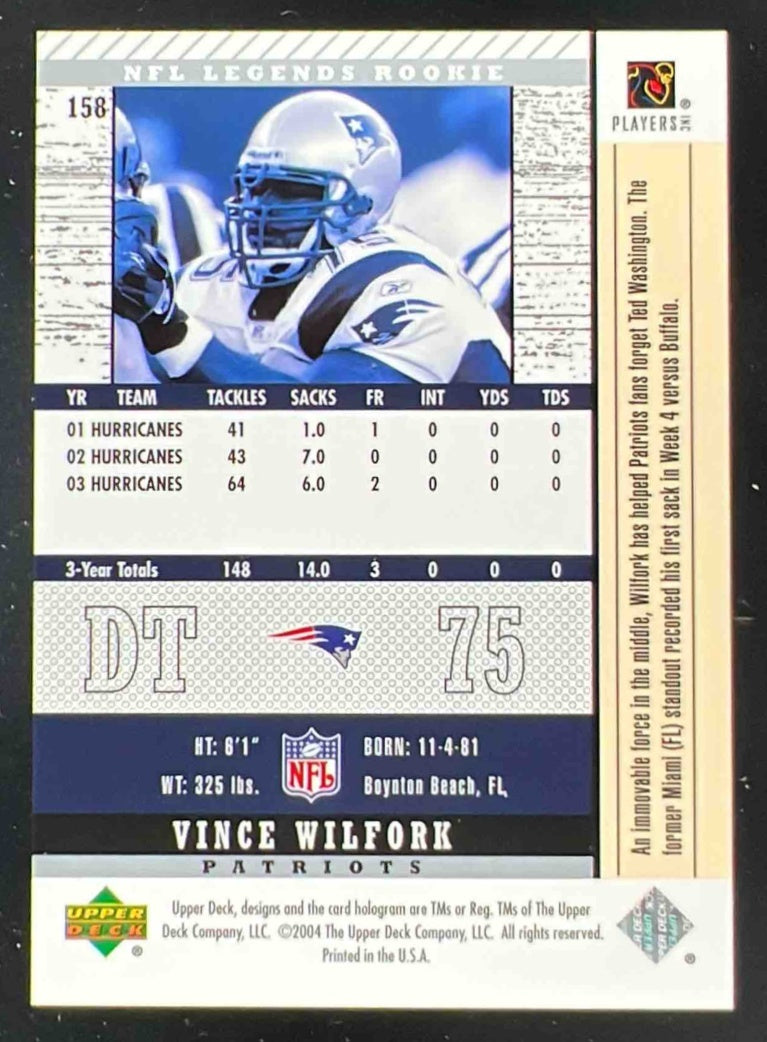 NFL LEGENDS ROOKIE
158
YR TEAM TACKLES SACKS FR INT YDS TDS
01 HURRICANES 41 1.0 1 0 0 0
02 HURRICANES 43 7.0 0 0 0 0
03 HURRICANES 64 6.0 2 0 0 0
3-Year Totals 148 14.0 3 0 0 0
DT
75
HT: 6'1"
WT: 325 lbs.
NFL
BORN: 11-4-81
Boynton Beach, FL
VINCE WILFORK
PATRIOTS
UPPER
DECK
®
Upper Deck, designs and the card hologram are TMs or Reg. TMs of The Upper
Deck Company, LLC. ©2004 The Upper Deck Company, LLC. All rights reserved.
Printed in the U.S.A.
PLAYERS INC ®
An immovable force in the middle, Wilfork has helped Patriots fans forget Ted Washington. The
former Miami (FL) standout recorded his first sack in Week 4 versus Buffalo.
®